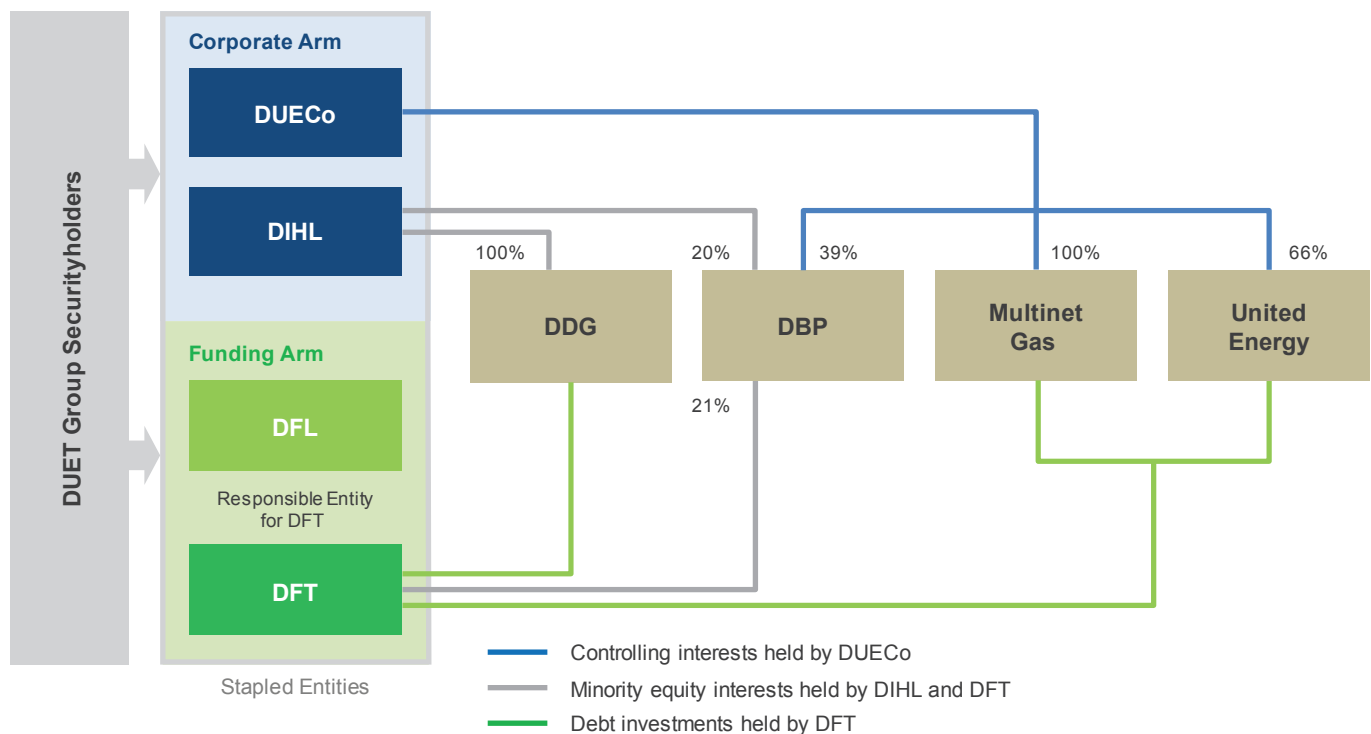 DUET Group Securityholders
Corporate Arm
DUECo
DIHL
Funding Arm
DFL
Responsible Entity
for DFT
DFT
Stapled Entities
100%
20%
39%
100%
66%
DDG
DBP
Multinet
Gas
United
Energy
21%
Controlling interests held by DUECo
Minority equity interests held by DIHL and DFT
Debt investments held by DFT